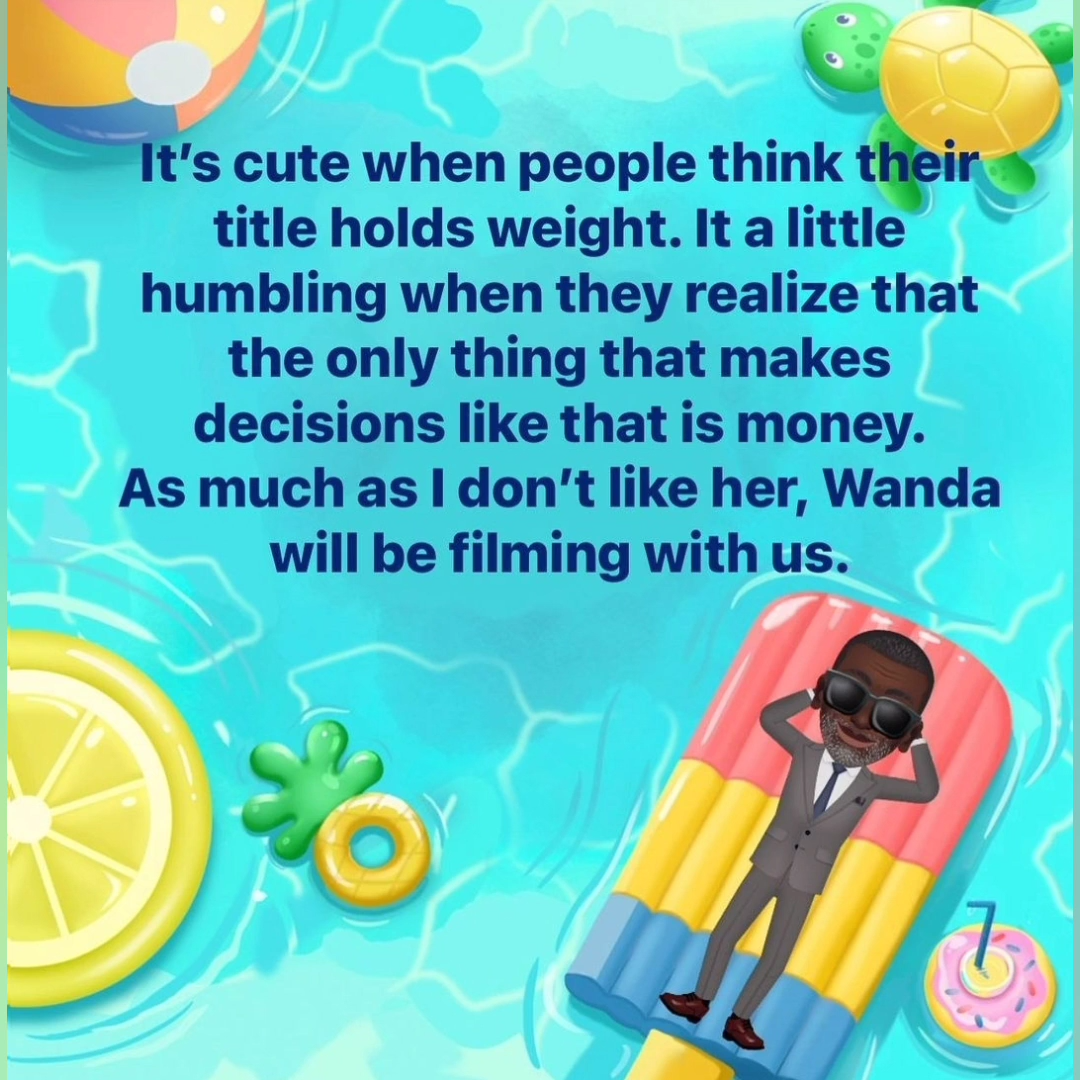 It’s cute when people think their
title holds weight. It a little
humbling when they realize that
the only thing that makes
decisions like that is money.
As much as I don’t like her, Wanda
will be filming with us.